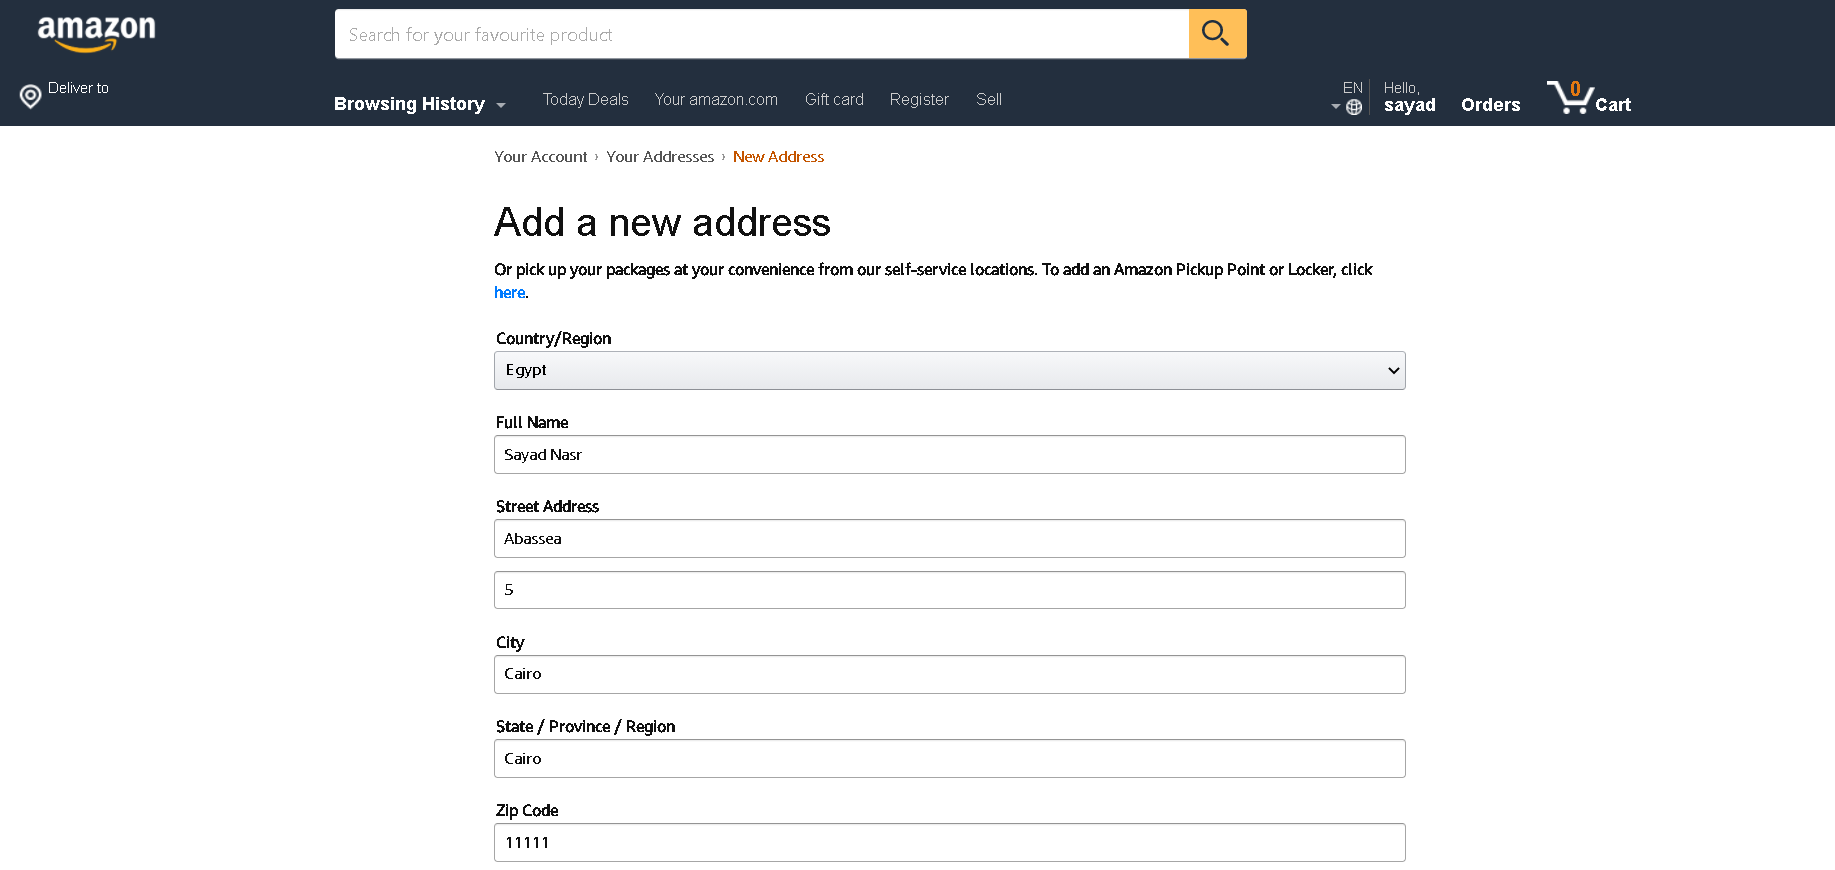 amazon
Search for your favourite product
Deliver to
Browsing History
Today Deals
Your amazon.com
Gift card
Register
Sell
EN
Hello,
sayad
Orders
0
Cart
Your Account › Your Addresses › New Address
Add a new address
Or pick up your packages at your convenience from our self-service locations. To add an Amazon Pickup Point or Locker, click
here.
Country/Region
Egypt
Full Name
Sayad Nasr
Street Address
Abassea
5
City
Cairo
State / Province / Region
Cairo
Zip Code
11111